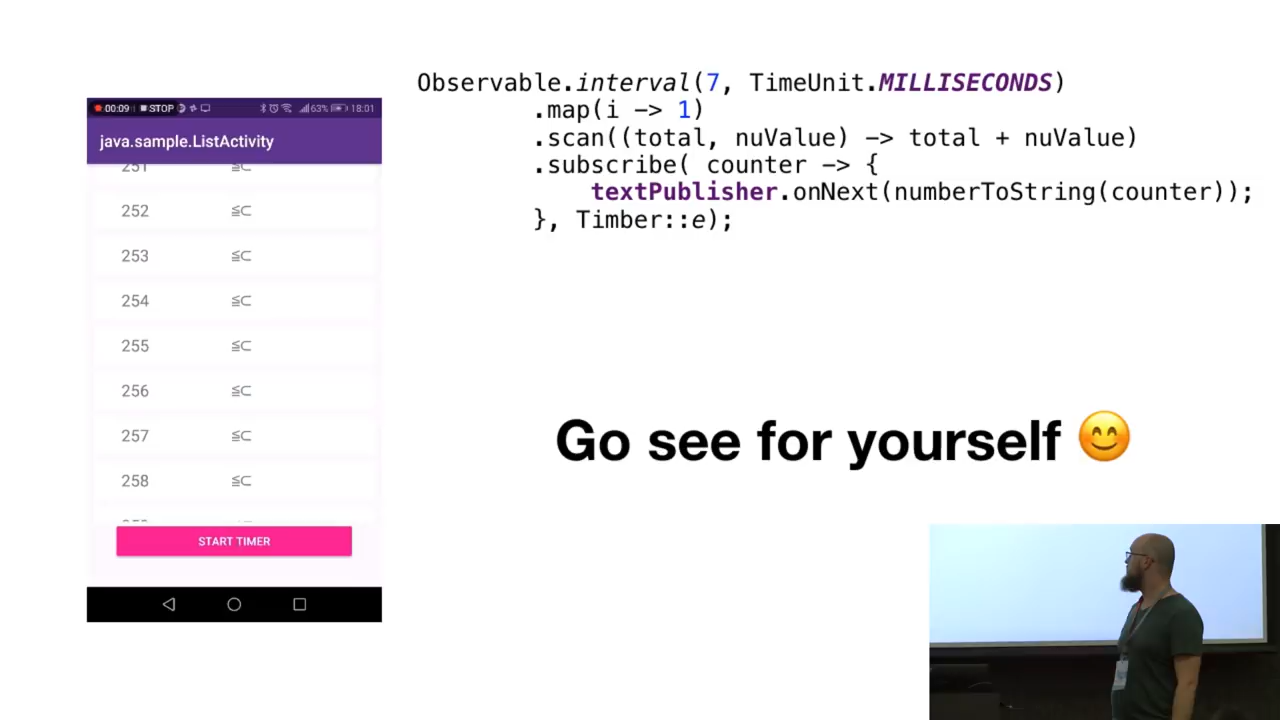 Observable.interval(7, TimeUnit.MILLISECONDS)
.map(i -> 1)
.scan((total, nuValue) -> total + nuValue)
.subscribe( counter -> {
textPublisher.onNext(numberToString(counter));
}, Timber::e);
00:09 STOP 63% 18:01
java.sample.ListActivity
251 ≦⊂
252 ≦⊂
253 ≦⊂
254 ≦⊂
255 ≦⊂
256 ≦⊂
257 ≦⊂
258 ≦⊂
START TIMER
Go see for yourself 😊